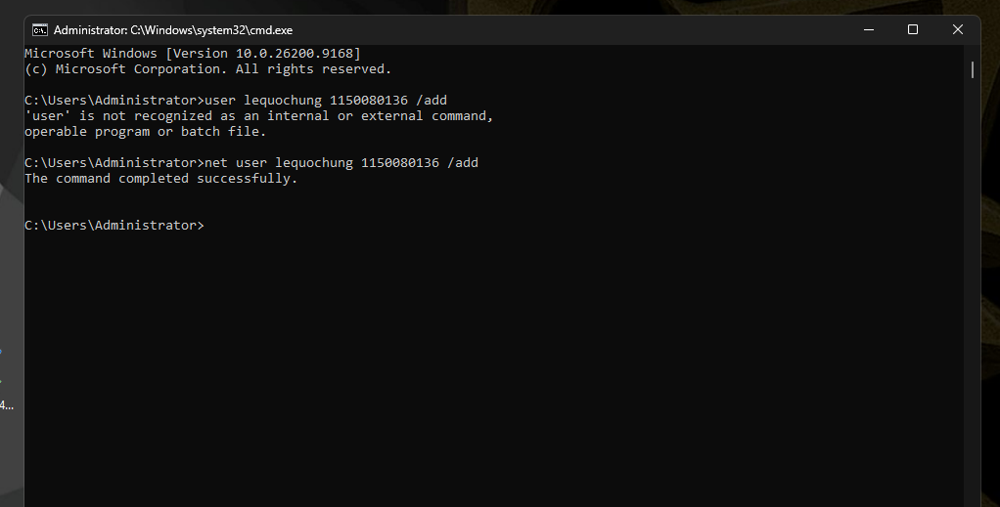 Administrator: C:\Windows\system32\cmd.exe
Microsoft Windows [Version 10.0.26200.9168]
(c) Microsoft Corporation. All rights reserved.
C:\Users\Administrator>user lequochung 1150080136 /add
'user' is not recognized as an internal or external command,
operable program or batch file.
C:\Users\Administrator>net user lequochung 1150080136 /add
The command completed successfully.
C:\Users\Administrator>
4...